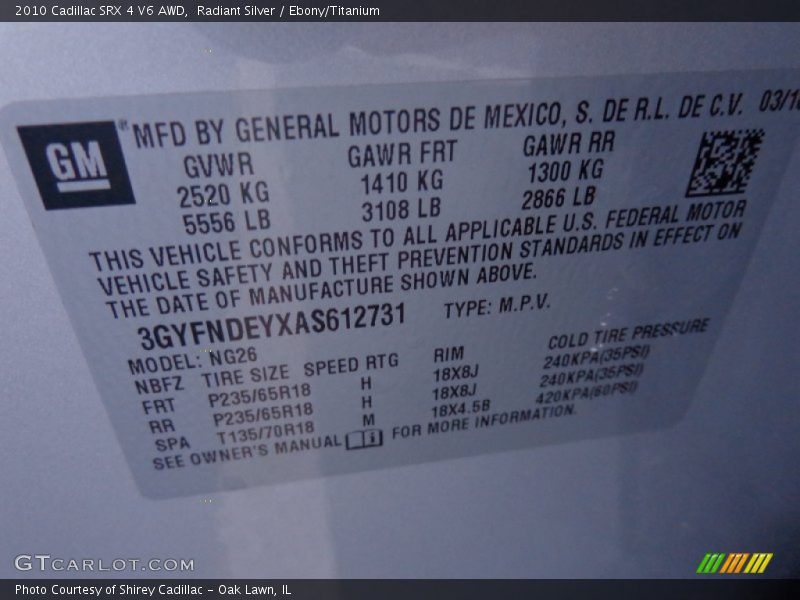 2010 Cadillac SRX 4 V6 AWD,  Radiant Silver / Ebony/Titanium
GM
® MFD BY GENERAL MOTORS DE MEXICO, S. DE R.L. DE C.V. 03/10
GVWR GAWR FRT GAWR RR
2520 KG 1410 KG 1300 KG
5556 LB 3108 LB 2866 LB
THIS VEHICLE CONFORMS TO ALL APPLICABLE U.S. FEDERAL MOTOR
VEHICLE SAFETY AND THEFT PREVENTION STANDARDS IN EFFECT ON
THE DATE OF MANUFACTURE SHOWN ABOVE.
3GYFNDEYXAS612731 TYPE: M.P.V.
MODEL: NG26
NBFZ TIRE SIZE SPEED RTG RIM COLD TIRE PRESSURE
FRT P235/65R18 H 18X8J 240KPA(35PSI)
RR P235/65R18 H 18X8J 240KPA(35PSI)
SPA T135/70R18 M 18X4.5B 420KPA(60PSI)
SEE OWNER'S MANUAL i FOR MORE INFORMATION.
GTCARLOT.COM
Photo Courtesy of Shirey Cadillac - Oak Lawn, IL